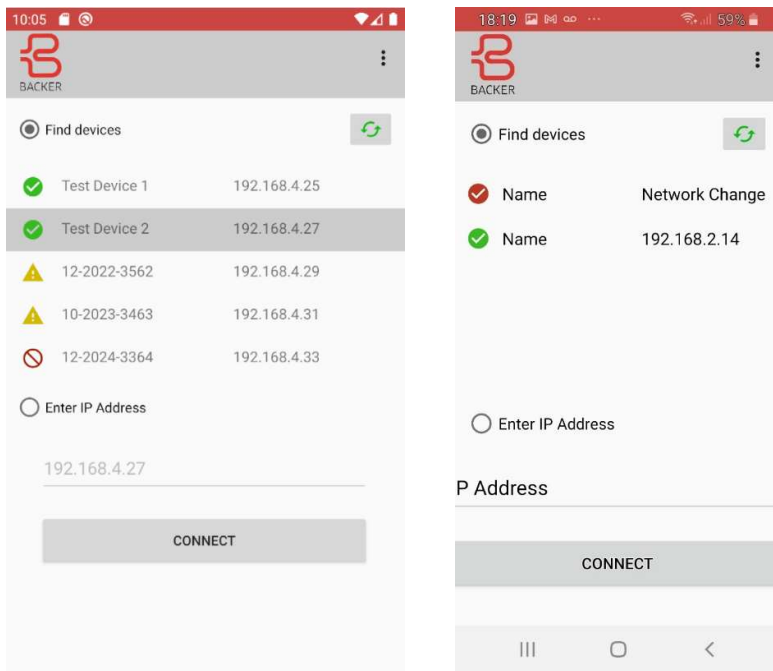 10:05
BACKER
Find devices
Test Device 1 192.168.4.25
Test Device 2 192.168.4.27
12-2022-3562 192.168.4.29
10-2023-3463 192.168.4.31
12-2024-3364 192.168.4.33
Enter IP Address
192.168.4.27
CONNECT
18:19 59%
BACKER
Find devices
Name Network Change
Name 192.168.2.14
Enter IP Address
P Address
CONNECT